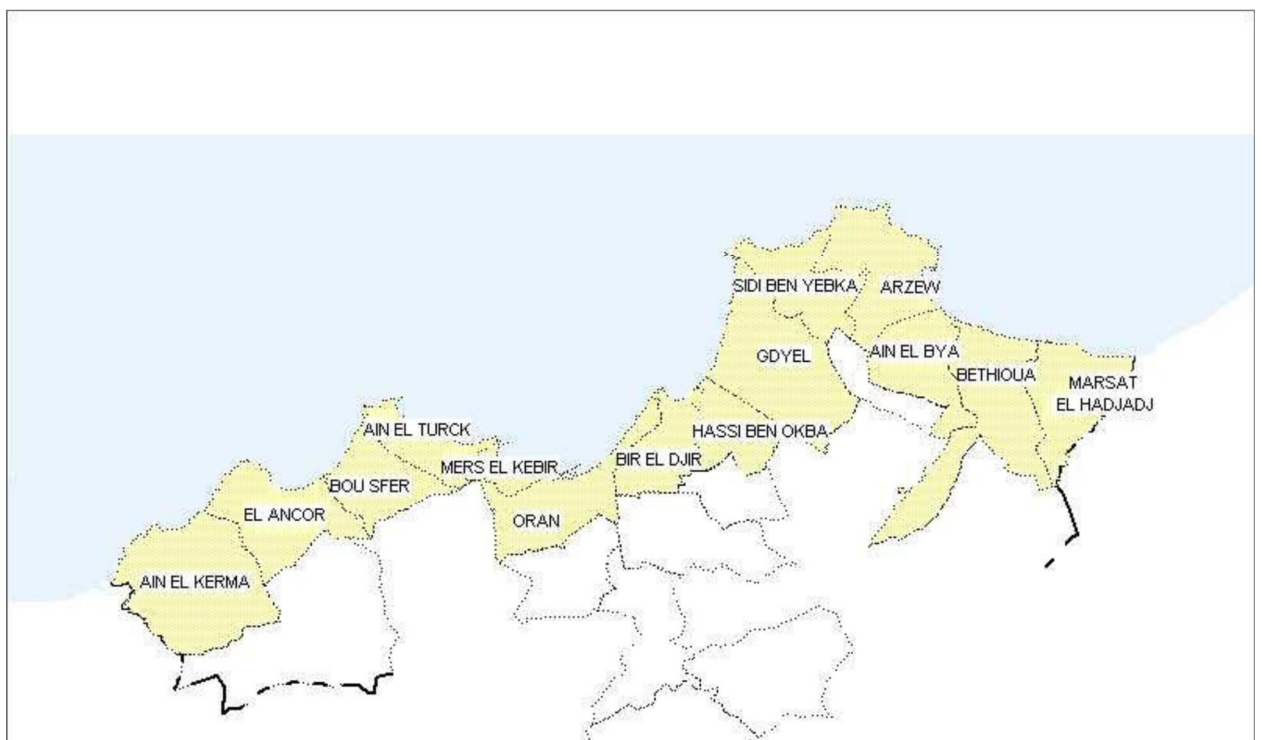 SIDI BEN YEBKA
ARZEW
GDYEL
AIN EL BYA
BETHIOUA
MARSAT
EL HADJADJ
AIN EL TURCK
HASSI BEN OKBA
MERS EL KEBIR
BIR EL DJIR
BOU SFER
EL ANCOR
ORAN
AIN EL KERMA